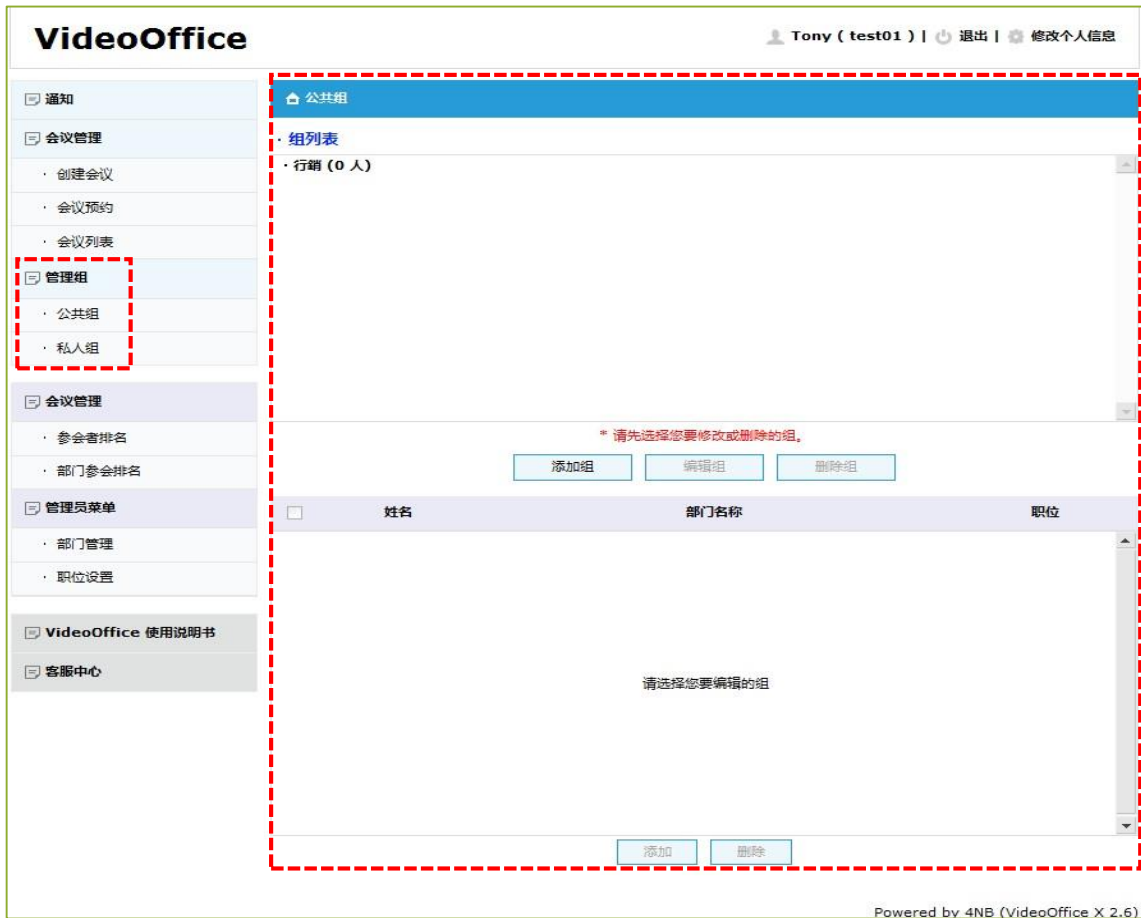 VideoOffice
Tony ( test01 ) | 退出 | 修改个人信息
通知
会议管理
· 创建会议
· 会议预约
· 会议列表
管理组
· 公共组
· 私人组
会议管理
· 参会者排名
· 部门参会排名
管理员菜单
· 部门管理
· 职位设置
VideoOffice 使用说明书
客服中心
公共组
· 组列表
· 行銷 (0 人)
* 请先选择您要修改或删除的组。
添加组 编辑组 删除组
姓名 部门名称 职位
请选择您要编辑的组
添加 删除
Powered by 4NB (VideoOffice X 2.6)